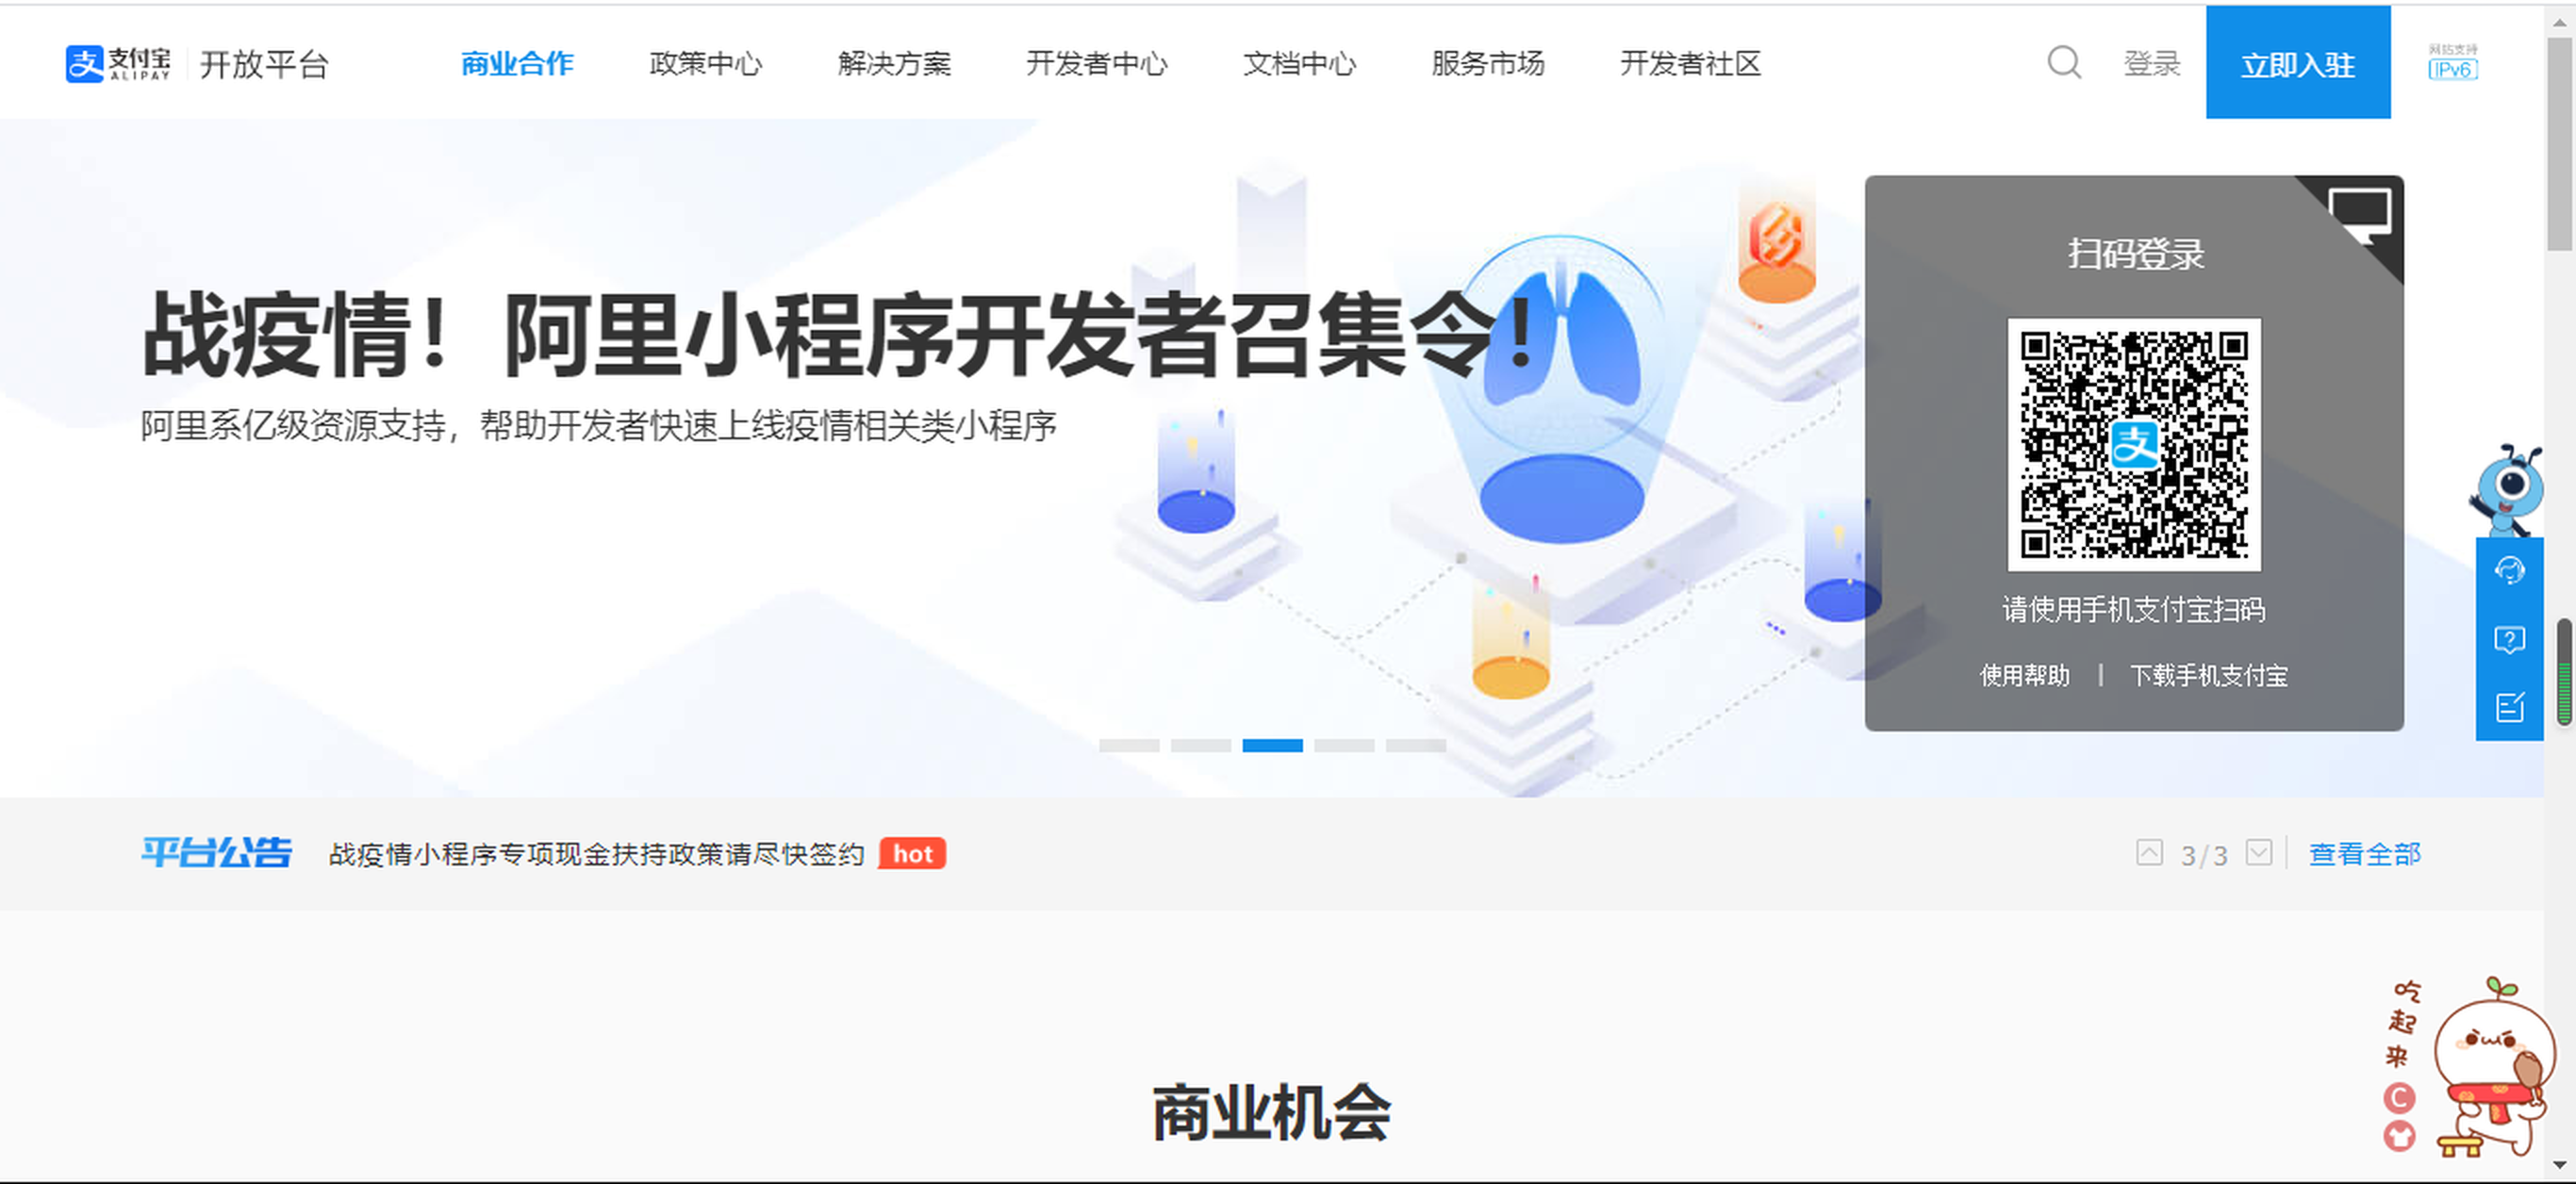 支付宝 ALIPAY 开放平台 商业合作 政策中心 解决方案 开发者中心 文档中心 服务市场 开发者社区 登录 立即入驻 网站支持 IPv6
战疫情！阿里小程序开发者召集令！
阿里系亿级资源支持，帮助开发者快速上线疫情相关类小程序
扫码登录
支
请使用手机支付宝扫码
使用帮助 | 下载手机支付宝
平台公告 战疫情小程序专项现金扶持政策请尽快签约 hot 3/3 查看全部
商业机会
吃起来
C